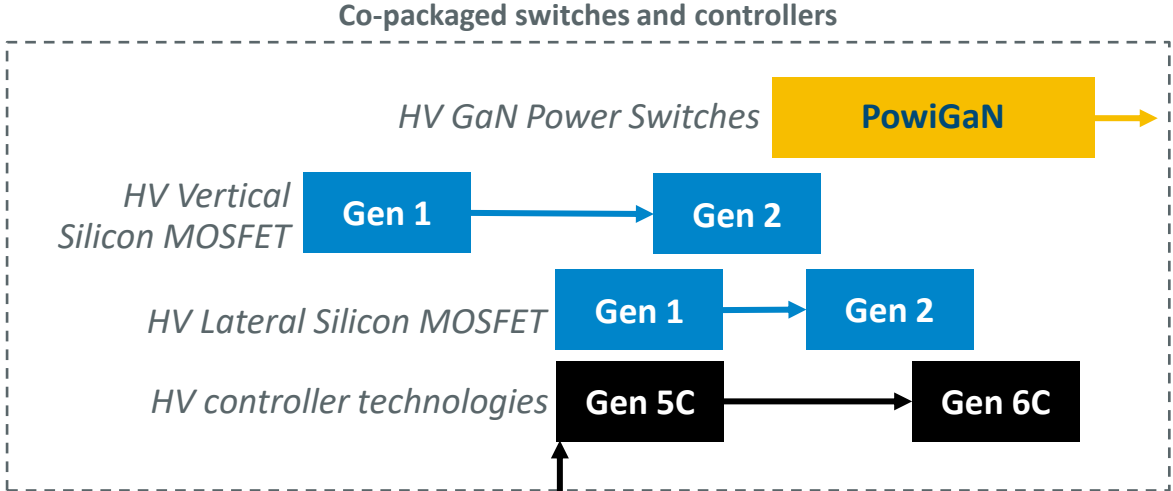 Co-packaged switches and controllers
HV GaN Power Switches
PowiGaN
HV Vertical
Silicon MOSFET
Gen 1
Gen 2
HV Lateral Silicon MOSFET
Gen 1
Gen 2
HV controller technologies
Gen 5C
Gen 6C